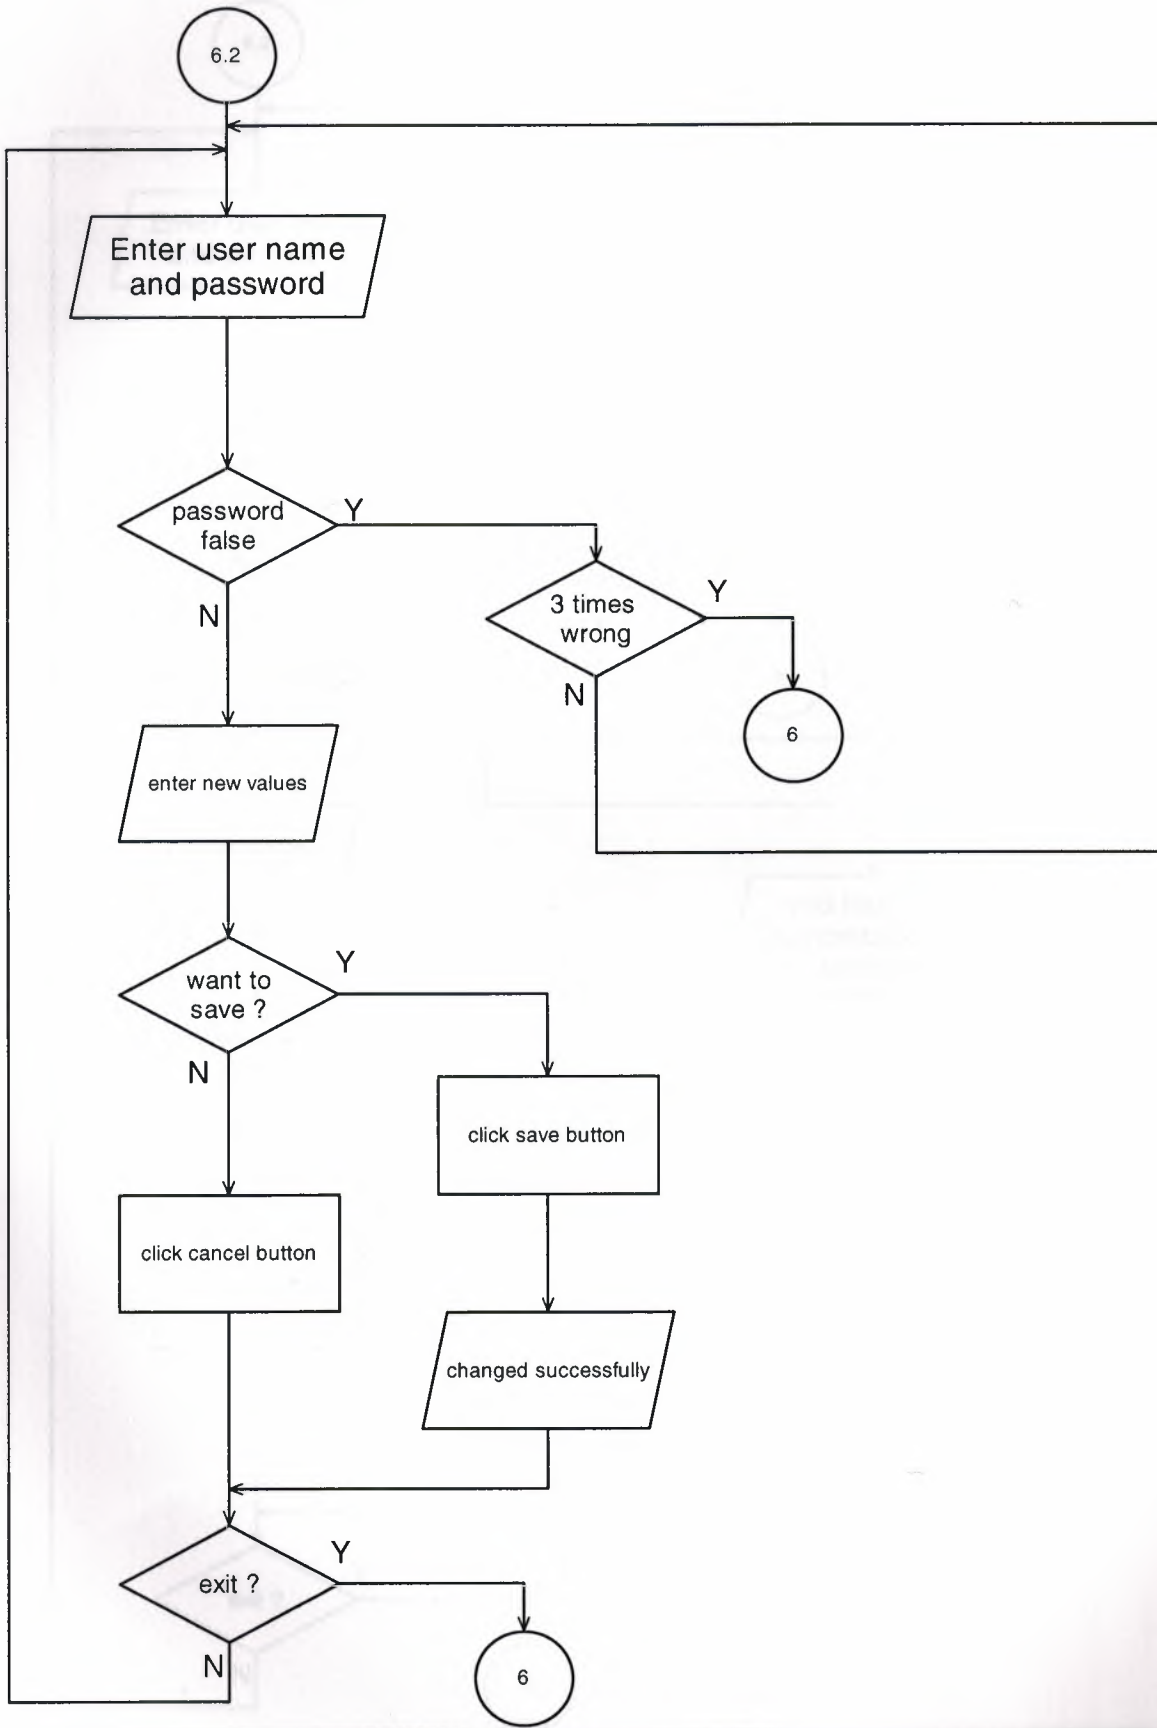 6.2
Enter user name
and password
password
false
Y
N
3 times
wrong
Y
N
6
enter new values
want to
save ?
Y
N
click save button
click cancel button
changed successfully
exit ?
Y
N
6